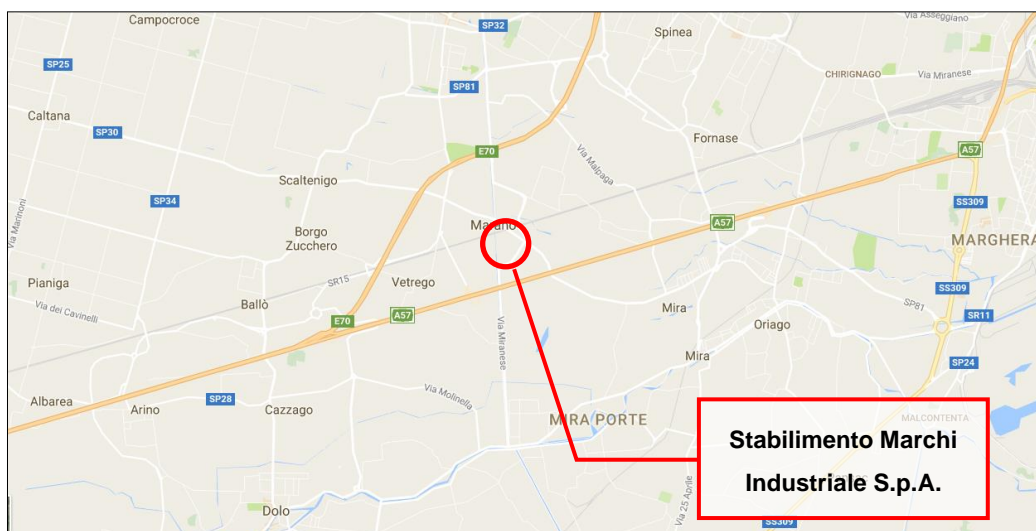 Campocroce
SP32
Via Asseggiano
Spinea
SP25
CHIRIGNAGO
Via Miranese
SP81
Caltana
SP30
Fornase
A57
E70
Via Malpaga
Scaltenigo
SP34
SS309
Via Marinoni
A57
Marano
Borgo
Zucchero
MARGHERA
SR15
Vetrego
Pianiga
SS309
Ballò
Mira
SP81
Via dei Cavinelli
A57
SR11
E70
Oriago
Via Miranese
Mira
SP24
Via Molinella
Albarea
SP28
Arino
Cazzago
MIRA PORTE
MALCONTENTA
Stabilimento Marchi
Industriale S.p.A.
Via 25 Aprile
Dolo
SS309